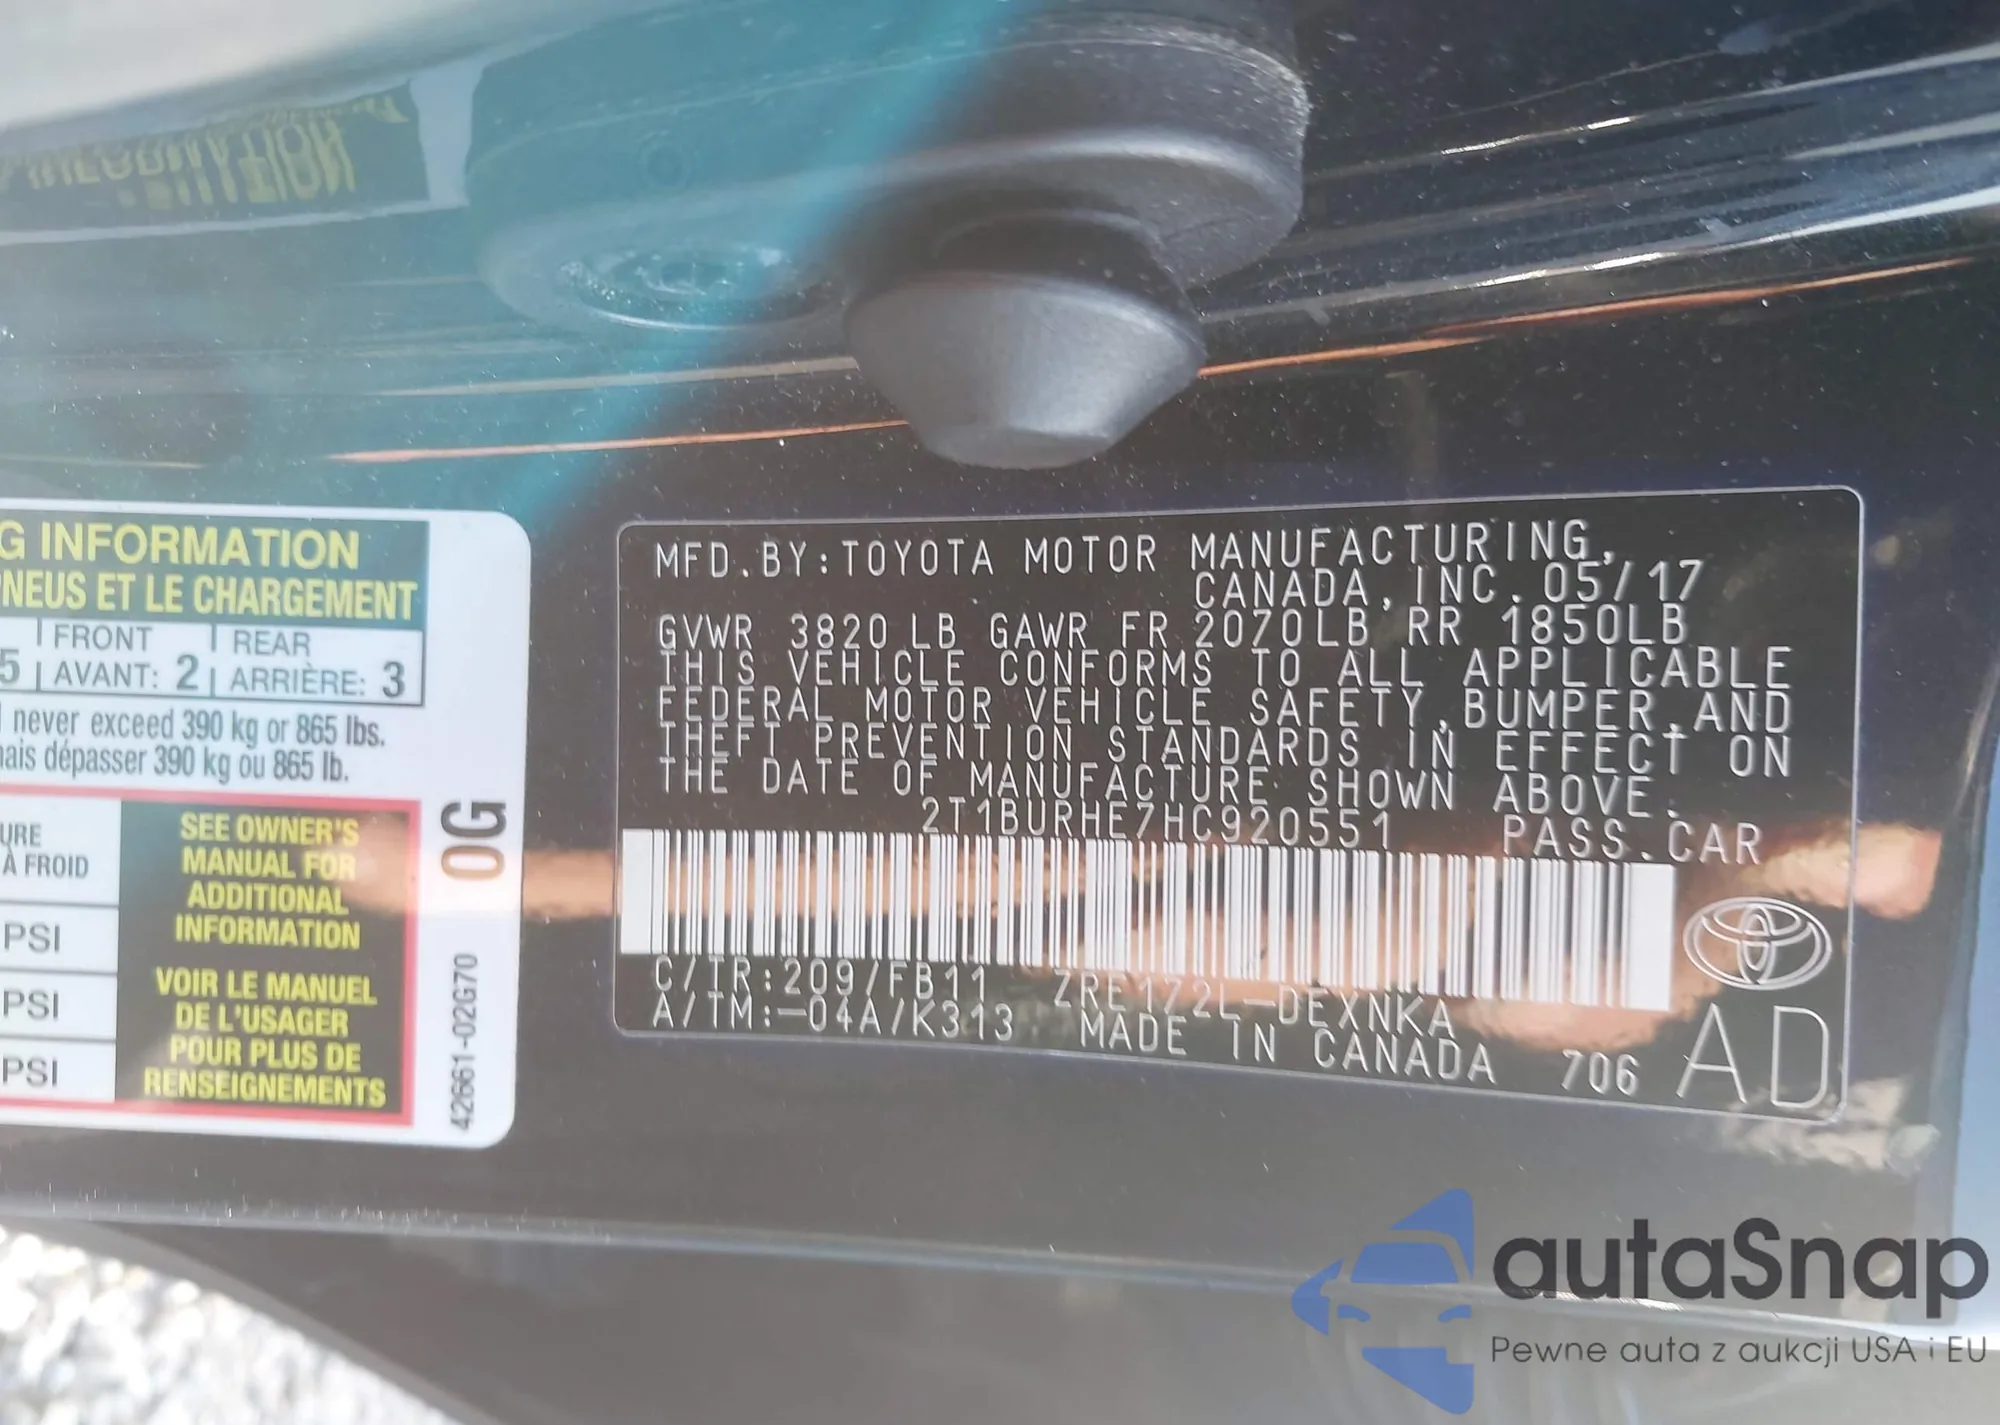 G INFORMATION
PNEUS ET LE CHARGEMENT
5 | FRONT | REAR
AVANT: 2 | ARRIÈRE: 3
never exceed 390 kg or 865 lbs.
mais dépasser 390 kg ou 865 lb.
URE
À FROID
PSI
PSI
PSI
SEE OWNER'S
MANUAL FOR
ADDITIONAL
INFORMATION
VOIR LE MANUEL
DE L'USAGER
POUR PLUS DE
RENSEIGNEMENTS
0G
42661-02G70
MFD.BY:TOYOTA MOTOR MANUFACTURING,
CANADA,INC.05/17
GVWR 3820LB GAWR FR 2070LB RR 1850LB
THIS VEHICLE CONFORMS TO ALL APPLICABLE
FEDERAL MOTOR VEHICLE SAFETY,BUMPER,AND
THEFT PREVENTION STANDARDS IN EFFECT ON
THE DATE OF MANUFACTURE SHOWN ABOVE.
2T1BURHE7HC920551 PASS.CAR
C/TR:209/FB11 ZRE172L-DEXNKA
A/TM:-04A/K313 MADE IN CANADA 706 AD
autaSnap
Pewne auta z aukcji USA i EU